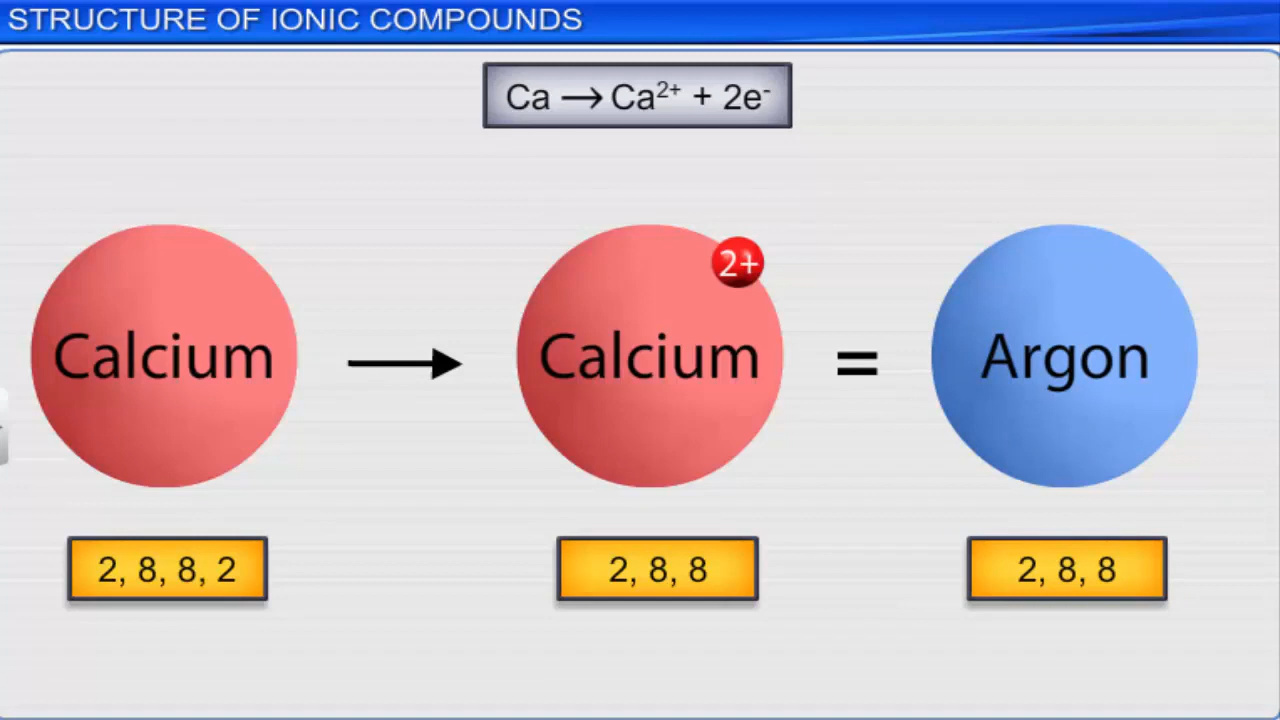 STRUCTURE OF IONIC COMPOUNDS
Ca → Ca²⁺ + 2e⁻
Calcium → Calcium 2+ = Argon
2, 8, 8, 2
2, 8, 8
2, 8, 8